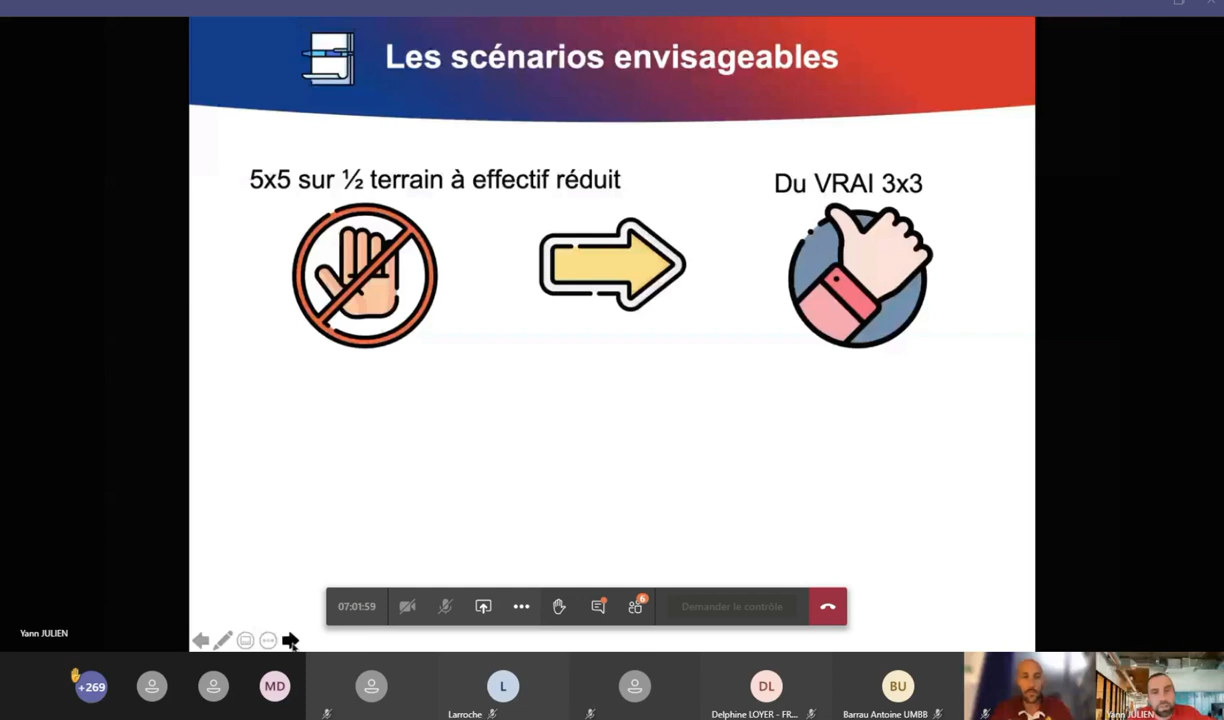 Les scénarios envisageables
5x5 sur ½ terrain à effectif réduit
Du VRAI 3x3
07:01:59
6
Demander le contrôle
Yann JULIEN
+269
MD
L
Larroche
DL
Delphine LOYER - FR...
BU
Barrau Antoine UMBB
Yann JULIEN